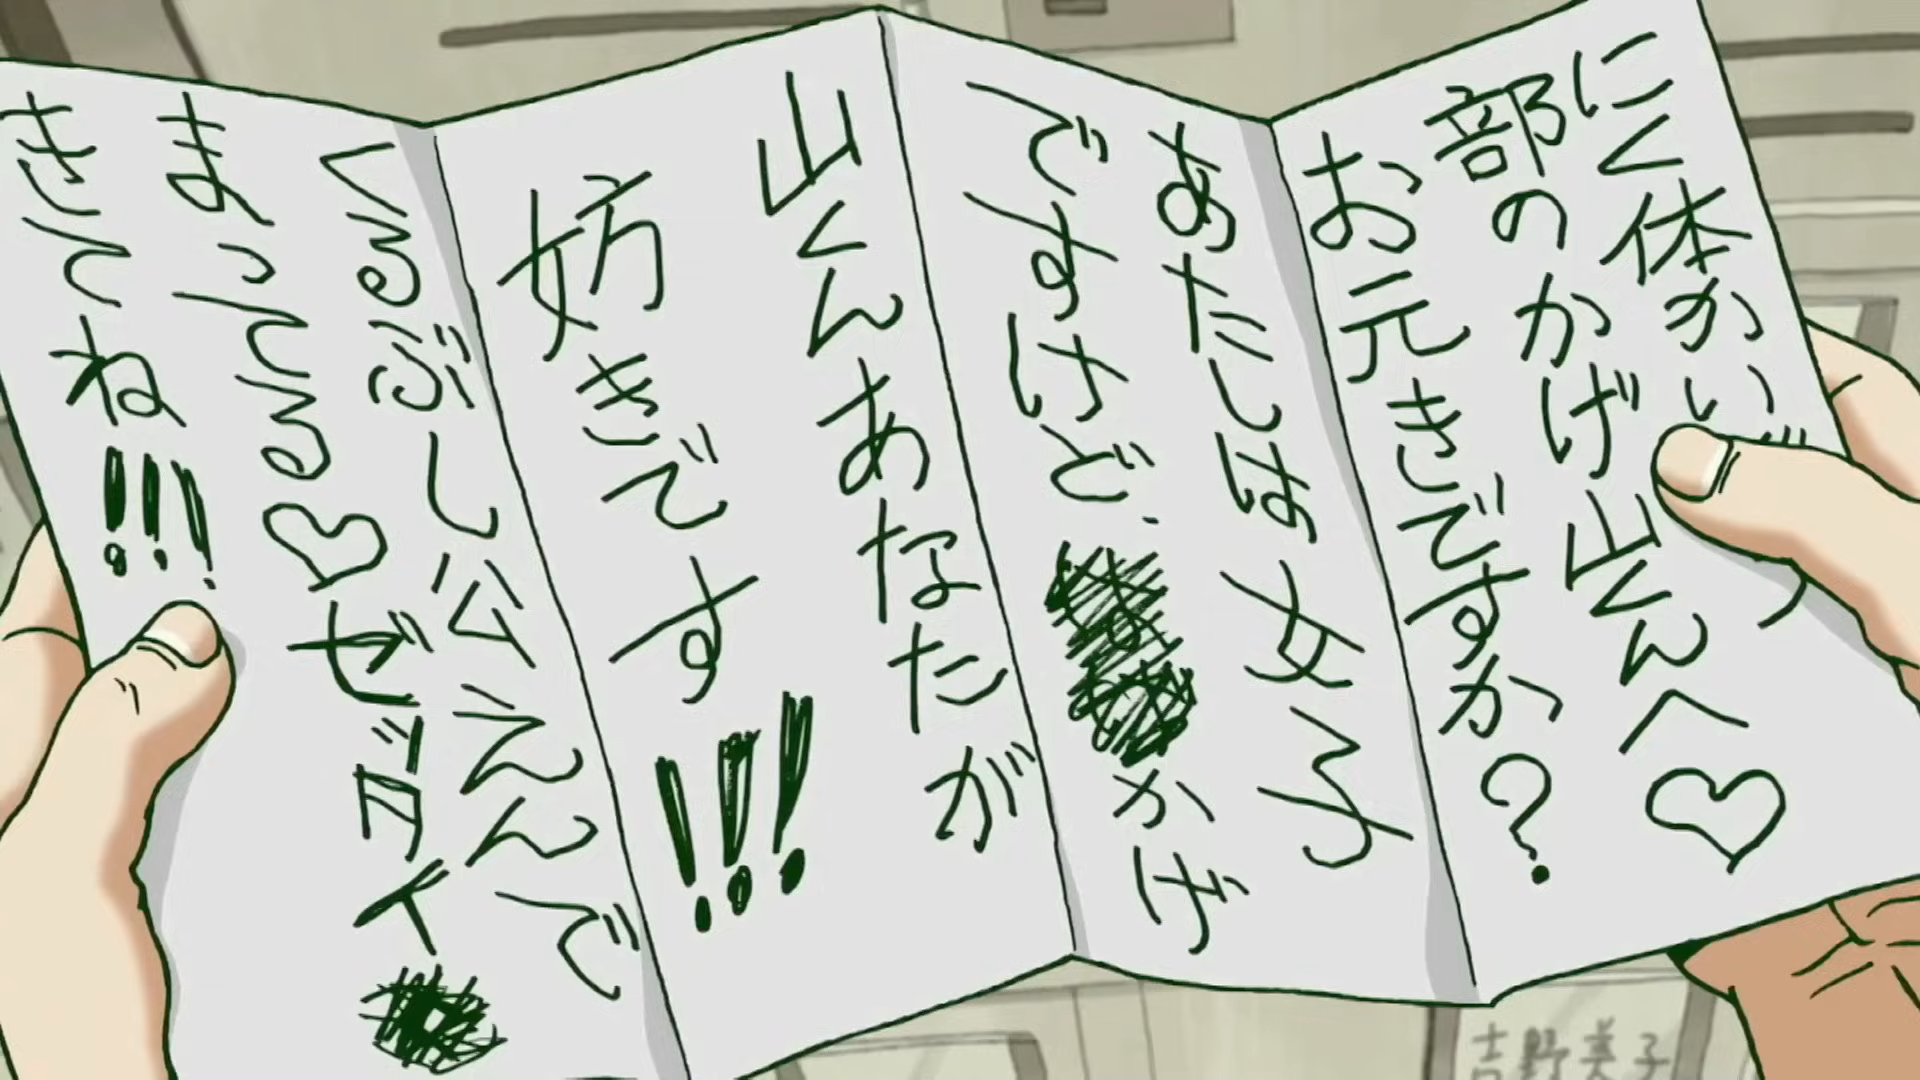 にく体かい
部のかげ山くんへ♡
お元きですか？
あたしは女子
ですけど、かげ
山くんあなたが
妨きです!!!
くるぶし公えんで
まってる♡ゼッタイ
きてね!!!
吉野美子